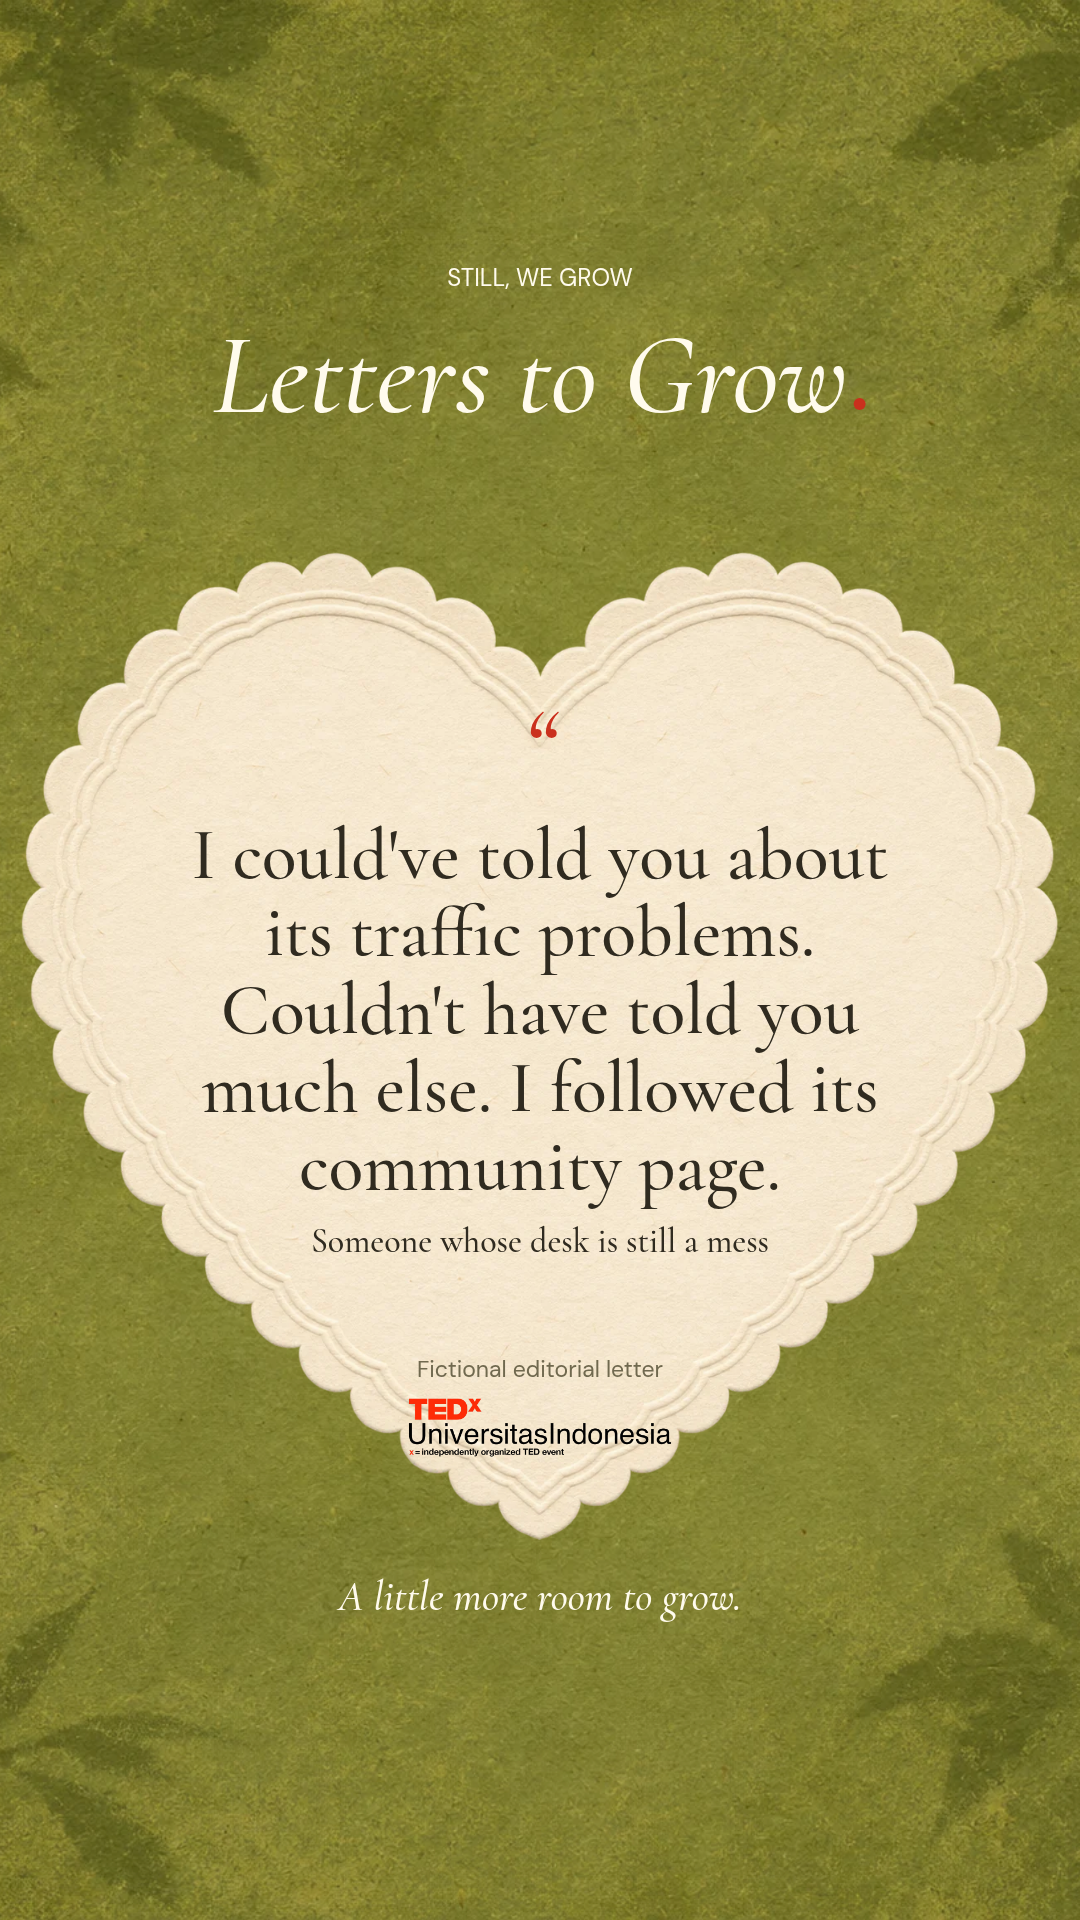 STILL, WE GROW
Letters to Grow.
“
I could've told you about
its traffic problems.
Couldn't have told you
much else. I followed its
community page.
Someone whose desk is still a mess
Fictional editorial letter
TEDx
UniversitasIndonesia
x = independently organized TED event
A little more room to grow.